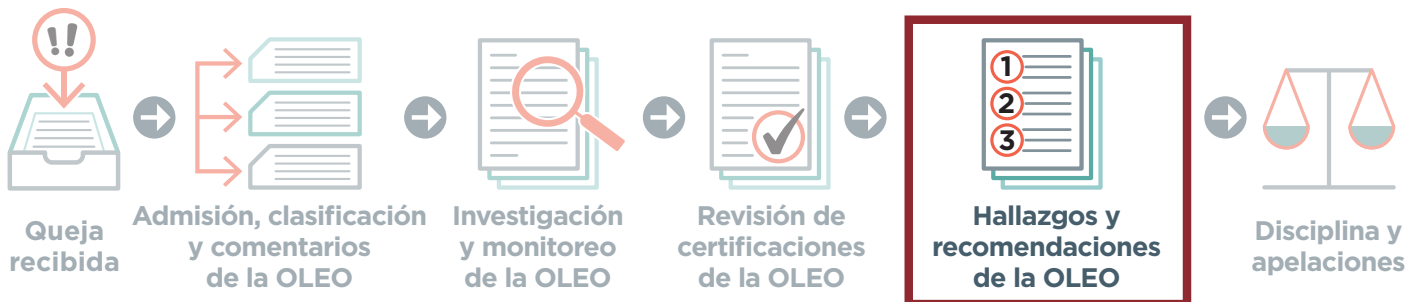 !!
Queja
recibida
Admisión, clasificación
y comentarios
de la OLEO
Investigación
y monitoreo
de la OLEO
Revisión de
certificaciones
de la OLEO
1
2
3
Hallazgos y
recomendaciones
de la OLEO
Disciplina y
apelaciones